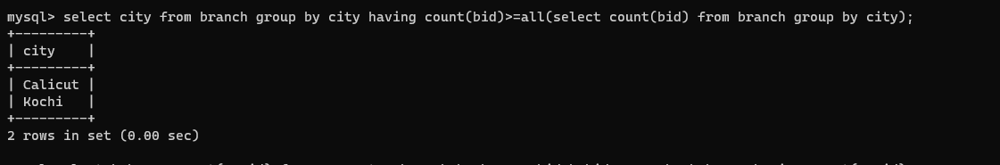 mysql> select city from branch group by city having count(bid)>=all(select count(bid) from branch group by city);
+---------+
| city    |
+---------+
| Calicut |
| Kochi   |
+---------+
2 rows in set (0.00 sec)